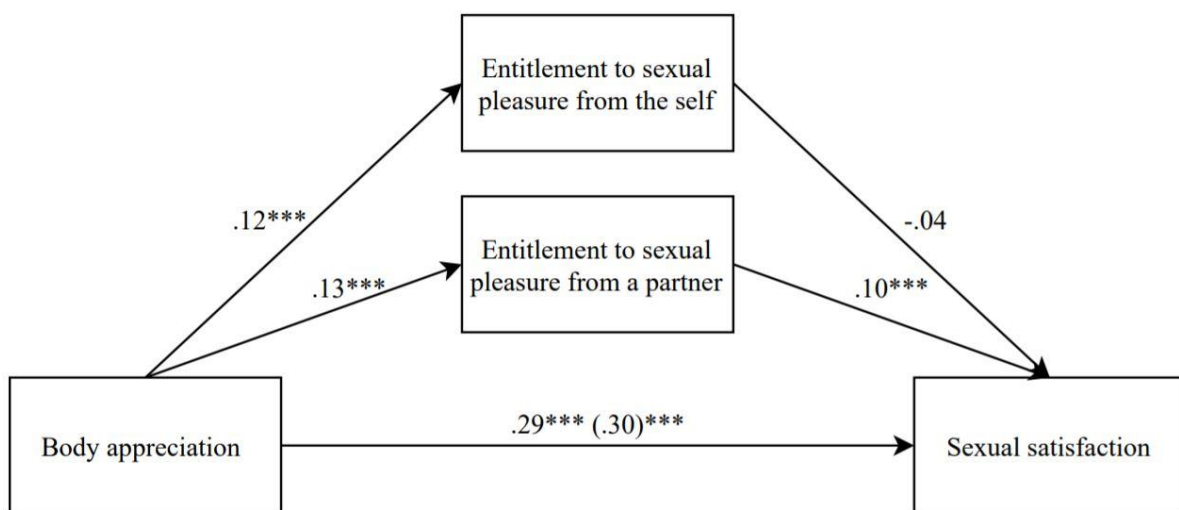 Entitlement to sexual
pleasure from the self
.12***
-.04
Entitlement to sexual
pleasure from a partner
.13***
.10***
.29*** (.30)***
Body appreciation
Sexual satisfaction